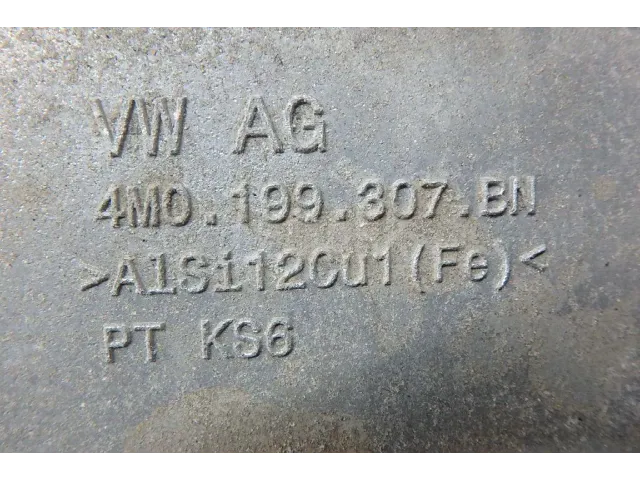 VW AG
4M0.199.307.BN
>AlSi12Cu1(Fe)<
PT KS6